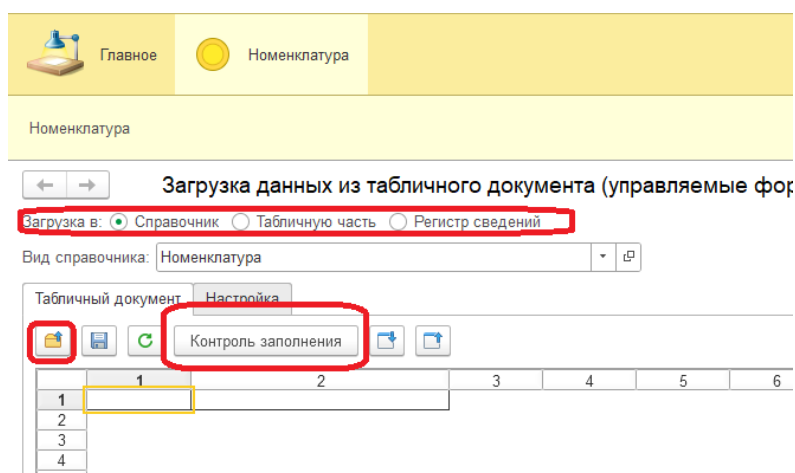 Главное Номенклатура
Номенклатура
Загрузка данных из табличного документа (управляемые фор
Загрузка в: Справочник Табличную часть Регистр сведений
Вид справочника: Номенклатура
Табличный документ Настройка
Контроль заполнения
1 2 3 4 5 6
1
2
3
4